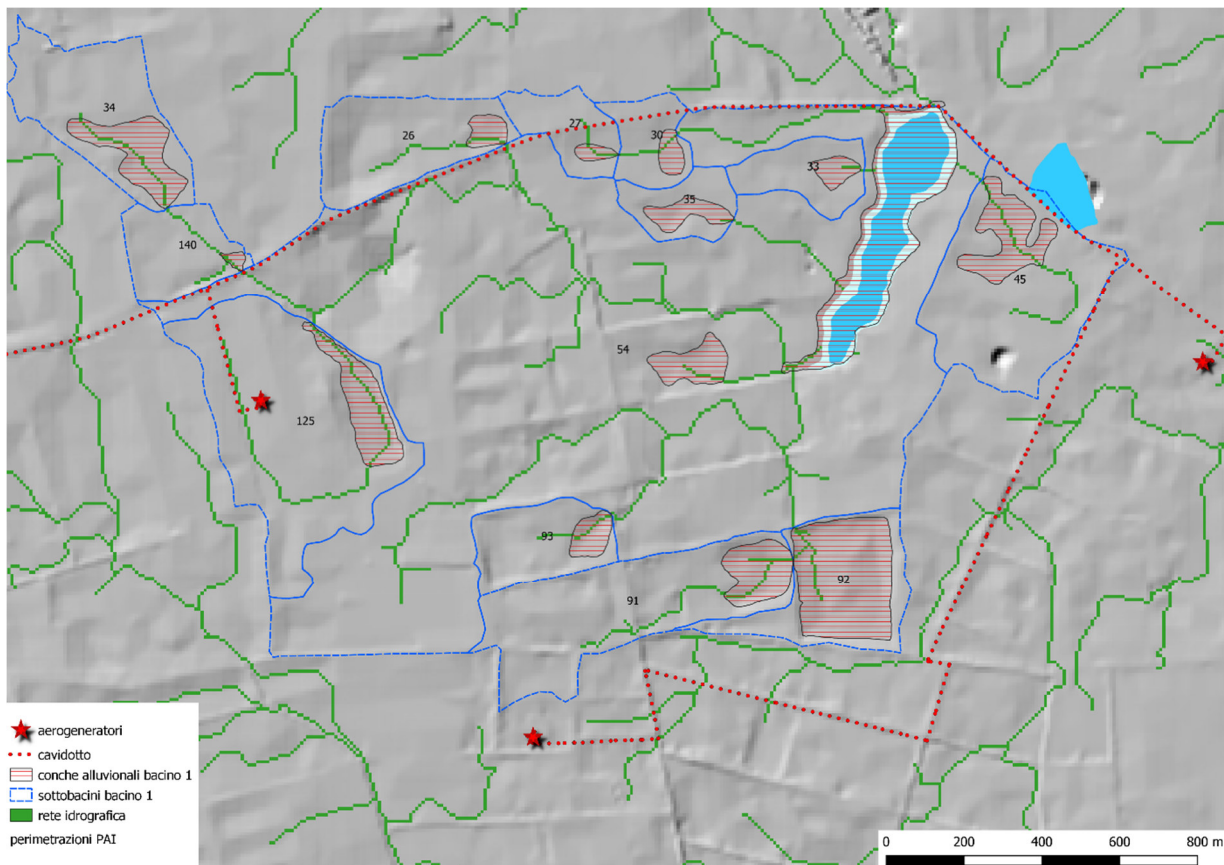 34
26
27
30
33
35
140
45
54
125
93
92
91
aerogeneratori
cavidotto
conche alluvionali bacino 1
sottobacini bacino 1
rete idrografica
perimetrazioni PAI
0 200 400 600 800 m